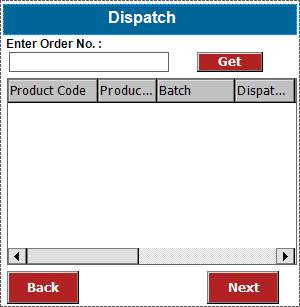 Dispatch
Enter Order No. :
Get
Product Code Produc... Batch Dispat...
Back Next